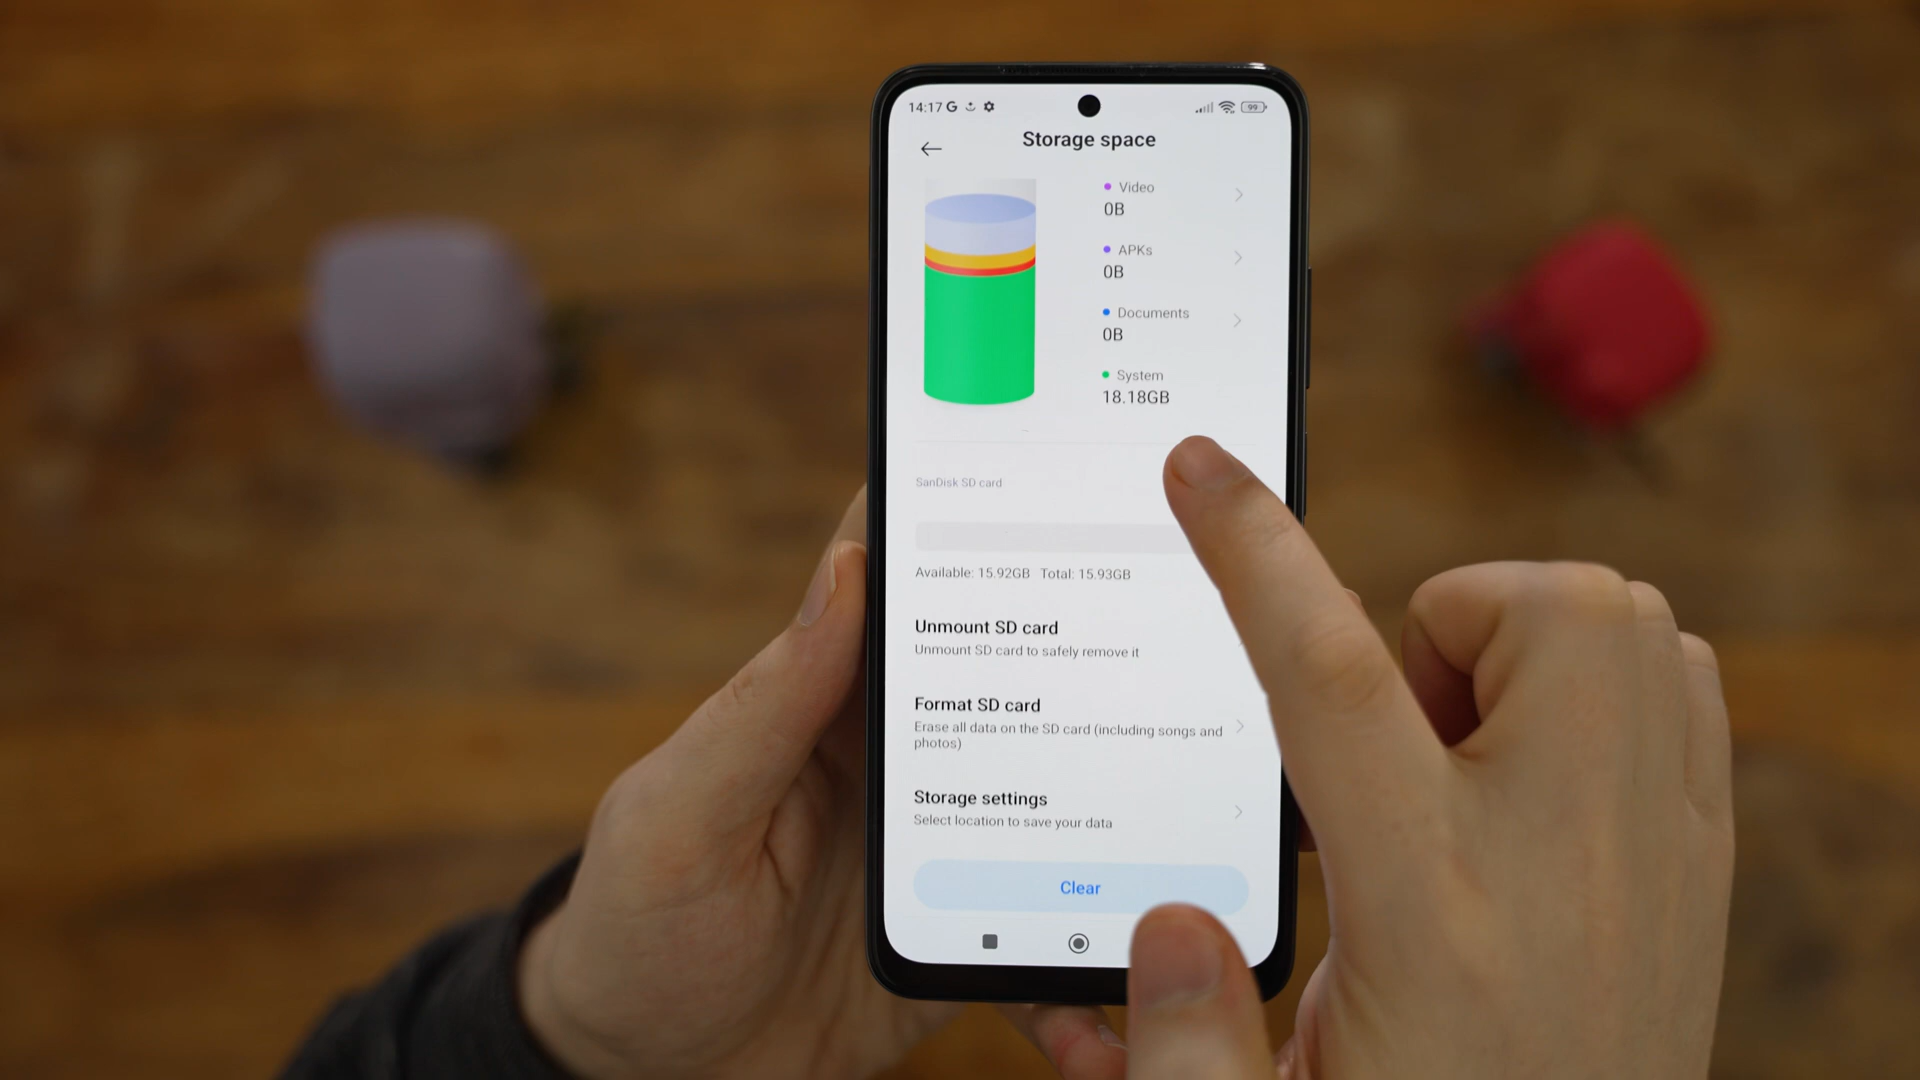 14:17 G 99
Storage space
Video
0B
APKs
0B
Documents
0B
System
18.18GB
SanDisk SD card
Available: 15.92GB Total: 15.93GB
Unmount SD card
Unmount SD card to safely remove it
Format SD card
Erase all data on the SD card (including songs and
photos)
Storage settings
Select location to save your data
Clear